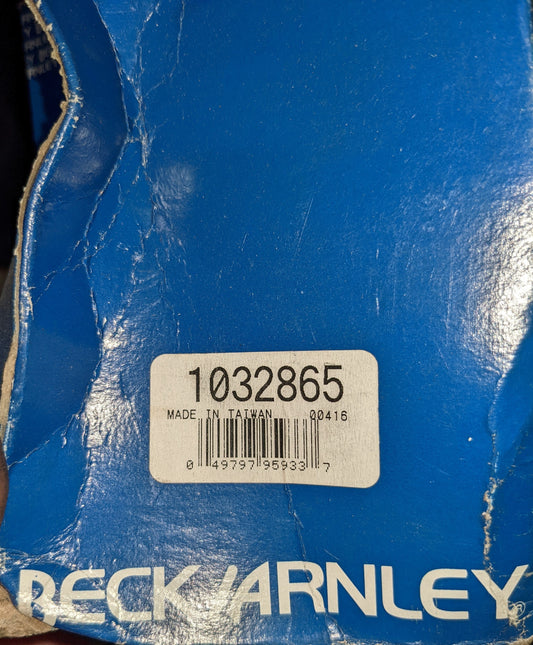 1032865
MADE IN TAIWAN 00416
0 49797 95933 7
BECK/ARNLEY®